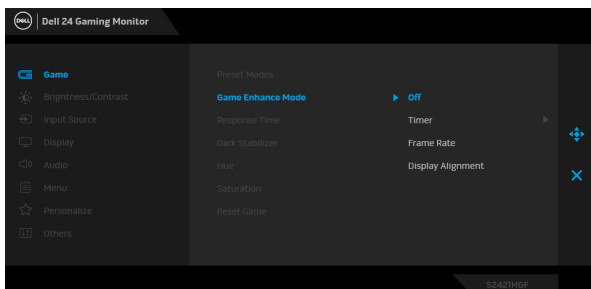 DELL
Dell 24 Gaming Monitor
Game
Brightness/Contrast
Input Source
Display
Audio
Menu
Personalize
Others
Preset Modes
Game Enhance Mode
Response Time
Dark Stabilizer
Hue
Saturation
Reset Game
Off
Timer
Frame Rate
Display Alignment
S2421HGF